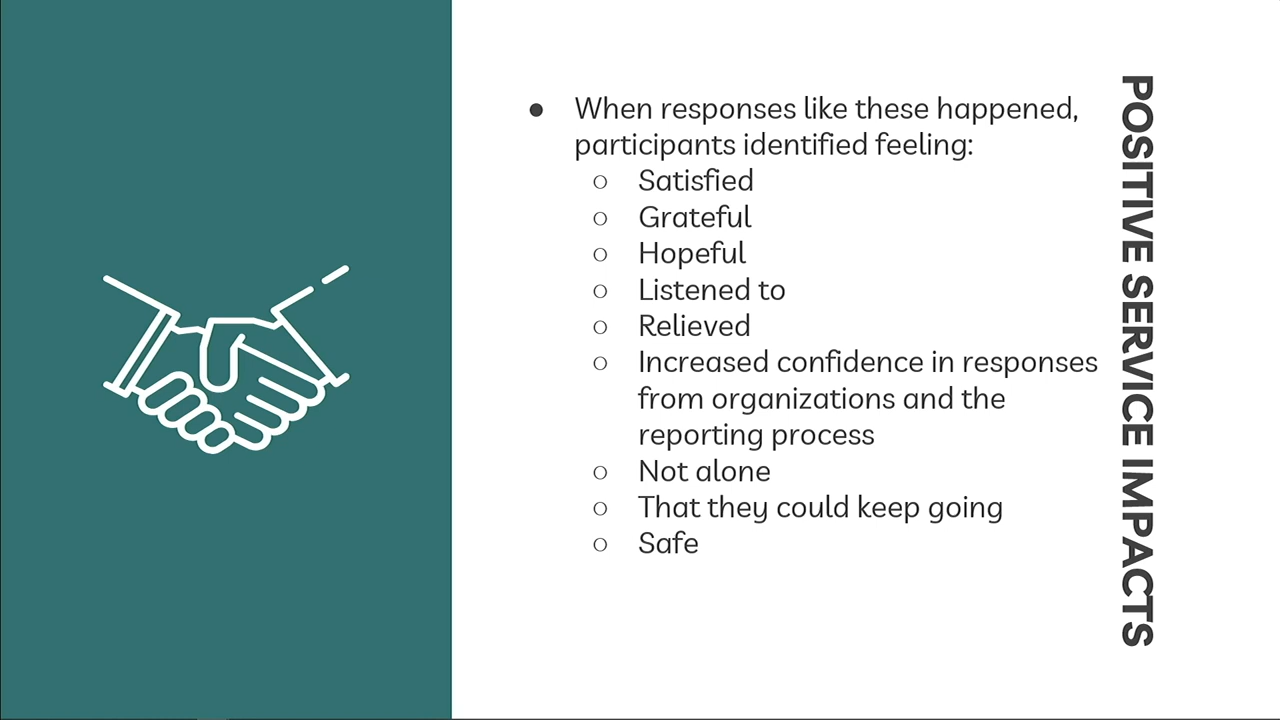 ● When responses like these happened,
participants identified feeling:
○ Satisfied
○ Grateful
○ Hopeful
○ Listened to
○ Relieved
○ Increased confidence in responses
from organizations and the
reporting process
○ Not alone
○ That they could keep going
○ Safe
POSITIVE SERVICE IMPACTS